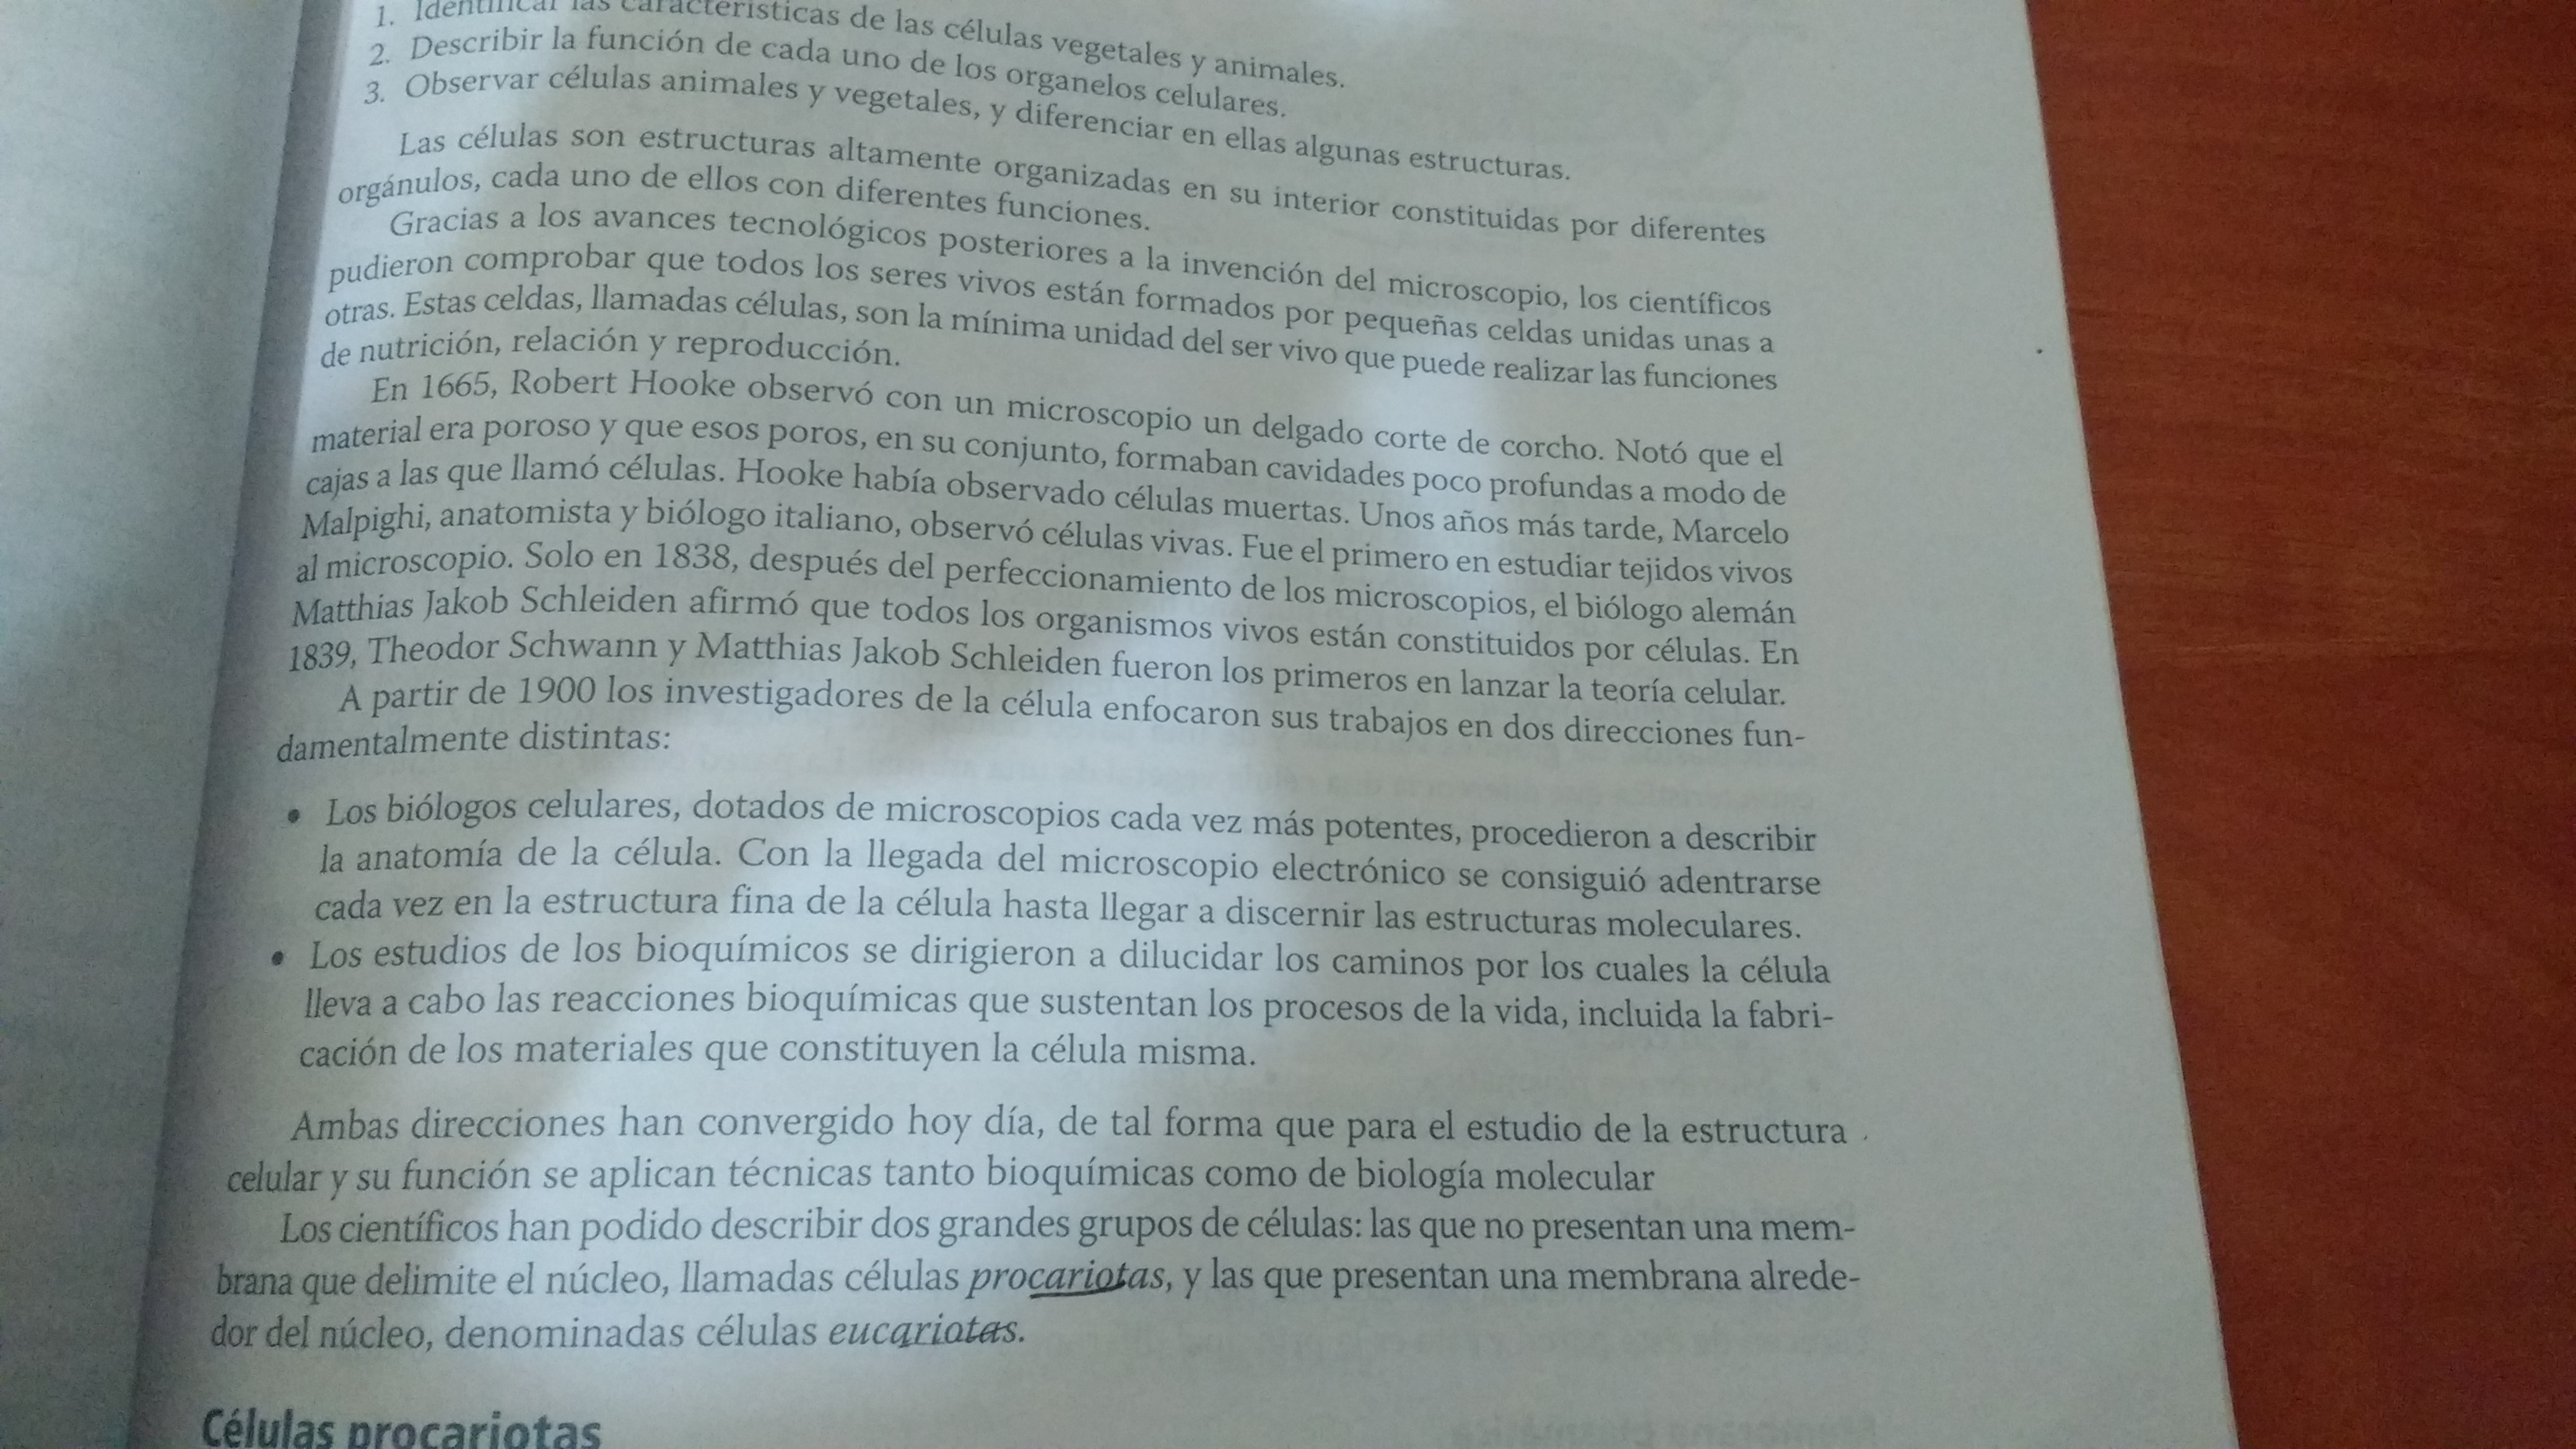 1. Identificar las características de las células vegetales y animales.
2. Describir la función de cada uno de los organelos celulares.
3. Observar células animales y vegetales, y diferenciar en ellas algunas estructuras.
Las células son estructuras altamente organizadas en su interior constituidas por diferentes
orgánulos, cada uno de ellos con diferentes funciones.
Gracias a los avances tecnológicos posteriores a la invención del microscopio, los científicos
pudieron comprobar que todos los seres vivos están formados por pequeñas celdas unidas unas a
otras. Estas celdas, llamadas células, son la mínima unidad del ser vivo que puede realizar las funciones
de nutrición, relación y reproducción.
En 1665, Robert Hooke observó con un microscopio un delgado corte de corcho. Notó que el
material era poroso y que esos poros, en su conjunto, formaban cavidades poco profundas a modo de
cajas a las que llamó células. Hooke había observado células muertas. Unos años más tarde, Marcelo
Malpighi, anatomista y biólogo italiano, observó células vivas. Fue el primero en estudiar tejidos vivos
al microscopio. Solo en 1838, después del perfeccionamiento de los microscopios, el biólogo alemán
Matthias Jakob Schleiden afirmó que todos los organismos vivos están constituidos por células. En
1839, Theodor Schwann y Matthias Jakob Schleiden fueron los primeros en lanzar la teoría celular.
A partir de 1900 los investigadores de la célula enfocaron sus trabajos en dos direcciones fun-
damentalmente distintas:
• Los biólogos celulares, dotados de microscopios cada vez más potentes, procedieron a describir
la anatomía de la célula. Con la llegada del microscopio electrónico se consiguió adentrarse
cada vez en la estructura fina de la célula hasta llegar a discernir las estructuras moleculares.
• Los estudios de los bioquímicos se dirigieron a dilucidar los caminos por los cuales la célula
lleva a cabo las reacciones bioquímicas que sustentan los procesos de la vida, incluida la fabri-
cación de los materiales que constituyen la célula misma.
Ambas direcciones han convergido hoy día, de tal forma que para el estudio de la estructura
celular y su función se aplican técnicas tanto bioquímicas como de biología molecular
Los científicos han podido describir dos grandes grupos de células: las que no presentan una mem-
brana que delimite el núcleo, llamadas células procariotas, y las que presentan una membrana alrede-
dor del núcleo, denominadas células eucariotas.
Células procariotas